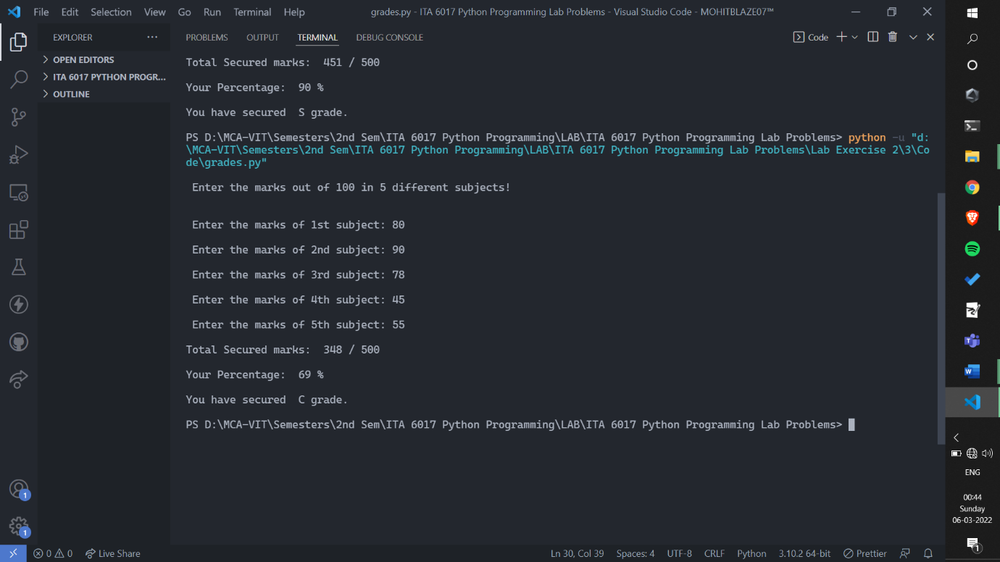 File Edit Selection View Go Run Terminal Help
grades.py - ITA 6017 Python Programming Lab Problems - Visual Studio Code - MOHITBLAZE07™
EXPLORER
OPEN EDITORS
ITA 6017 PYTHON PROGR...
OUTLINE
PROBLEMS OUTPUT TERMINAL DEBUG CONSOLE
Code
Total Secured marks:  451 / 500
Your Percentage:  90 %
You have secured  S grade.
PS D:\MCA-VIT\Semesters\2nd Sem\ITA 6017 Python Programming\LAB\ITA 6017 Python Programming Lab Problems> python -u "d:
\MCA-VIT\Semesters\2nd Sem\ITA 6017 Python Programming\LAB\ITA 6017 Python Programming Lab Problems\Lab Exercise 2\3\Co
de\grades.py"
Enter the marks out of 100 in 5 different subjects!
Enter the marks of 1st subject: 80
Enter the marks of 2nd subject: 90
Enter the marks of 3rd subject: 78
Enter the marks of 4th subject: 45
Enter the marks of 5th subject: 55
Total Secured marks:  348 / 500
Your Percentage:  69 %
You have secured  C grade.
PS D:\MCA-VIT\Semesters\2nd Sem\ITA 6017 Python Programming\LAB\ITA 6017 Python Programming Lab Problems>
1
1
0 0 Live Share
Ln 30, Col 39 Spaces: 4 UTF-8 CRLF Python 3.10.2 64-bit Prettier
ENG
00:44
Sunday
06-03-2022
1